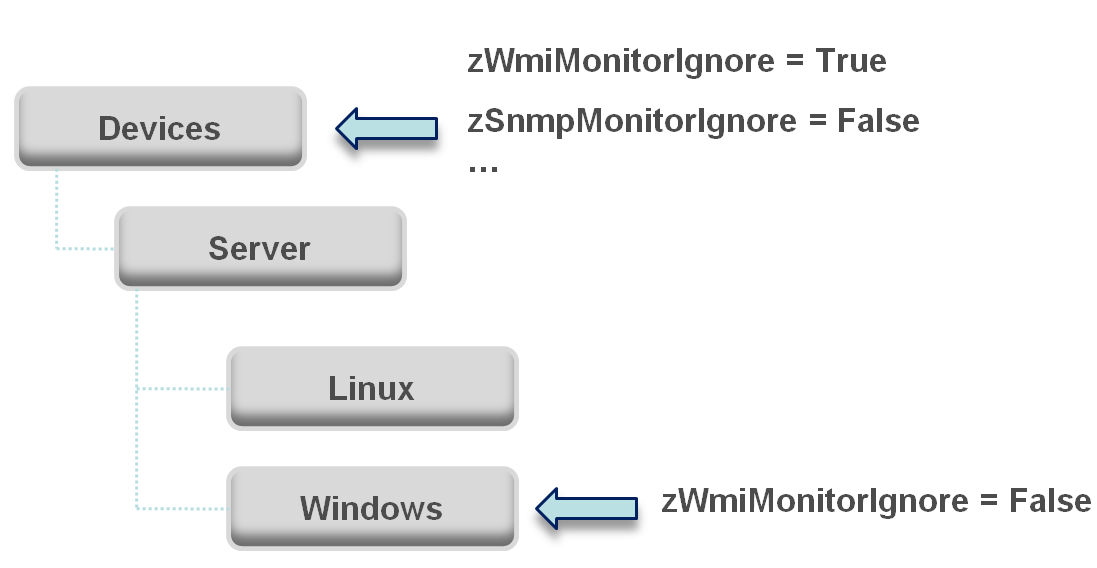 zWmiMonitorIgnore = True
Devices
zSnmpMonitorIgnore = False
...
Server
Linux
Windows
zWmiMonitorIgnore = False